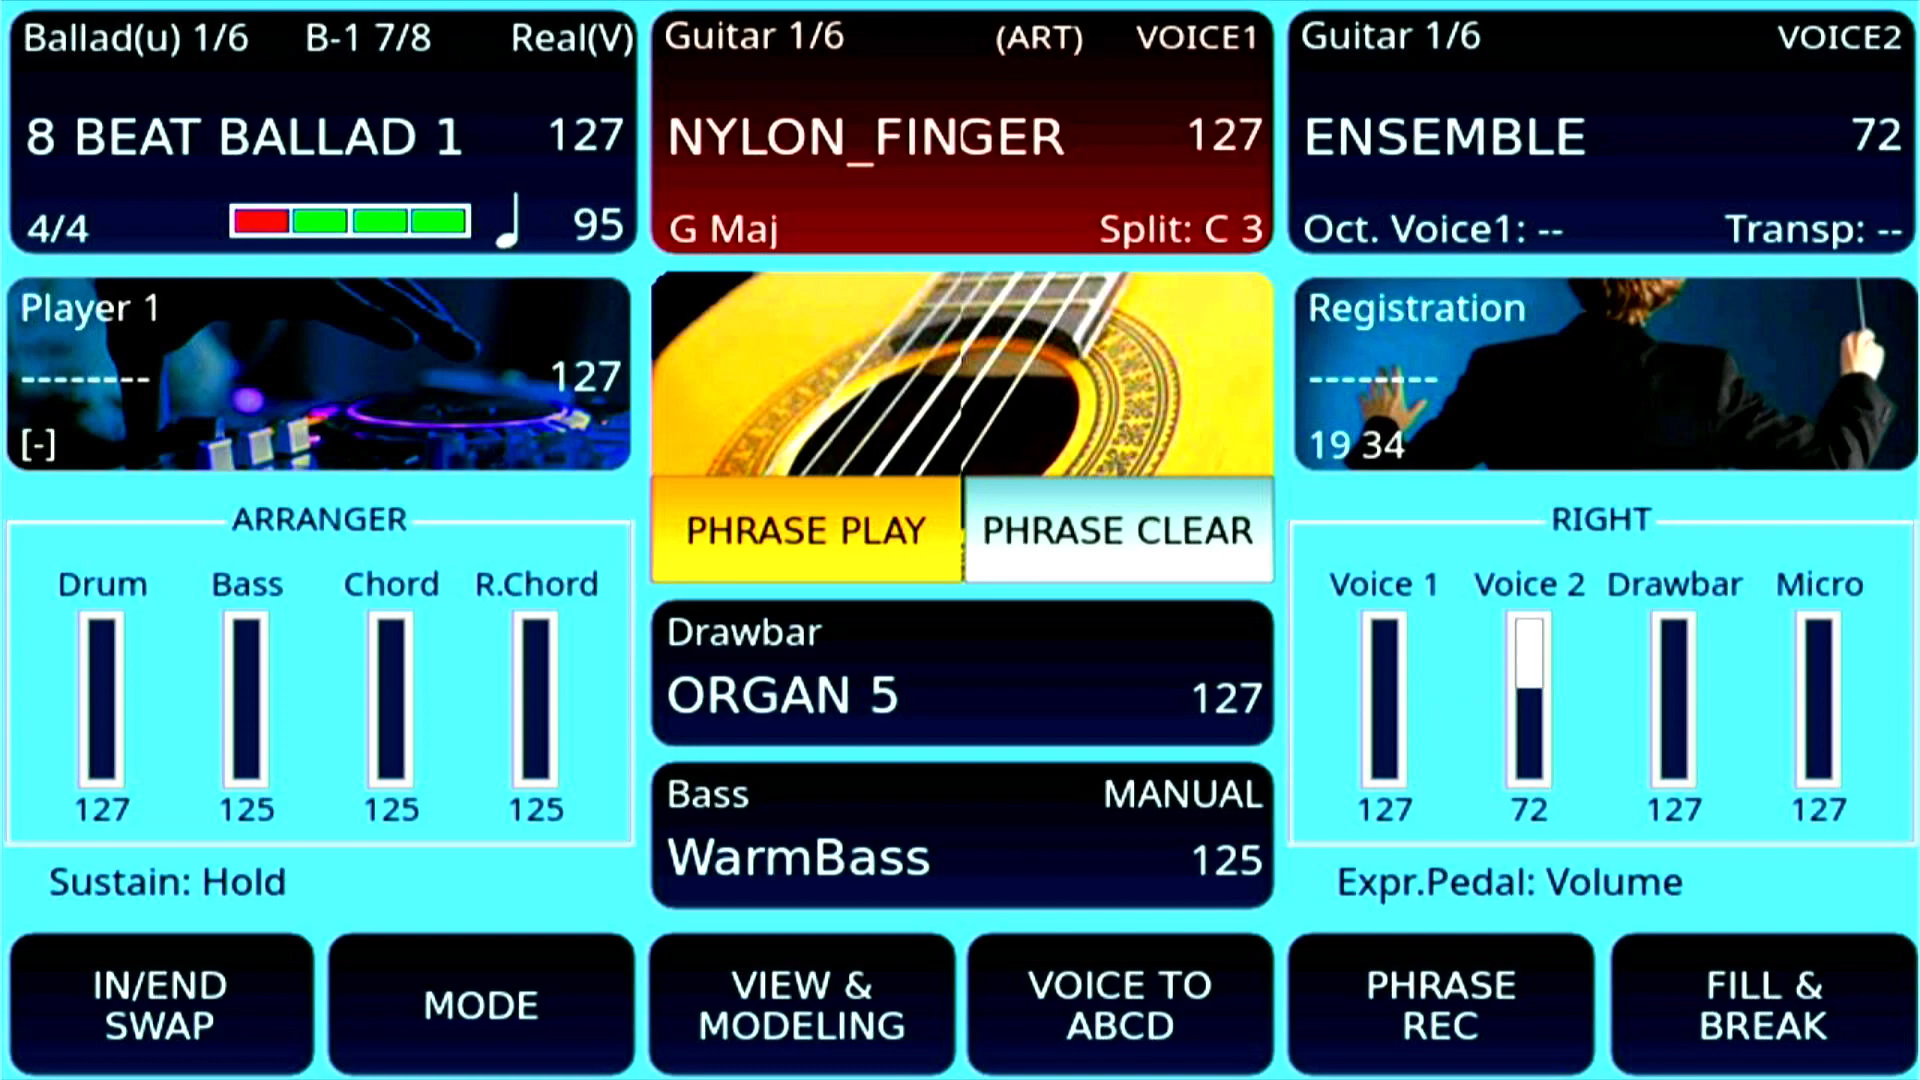 Ballad(u) 1/6 B-1 7/8 Real(V)
8 BEAT BALLAD 1 127
4/4 95
Guitar 1/6 (ART) VOICE1
NYLON_FINGER 127
G Maj Split: C 3
Guitar 1/6 VOICE2
ENSEMBLE 72
Oct. Voice1: -- Transp: --
Player 1
-------- 127
[-]
PHRASE PLAY PHRASE CLEAR
Registration
--------
19 34
ARRANGER
Drum Bass Chord R.Chord
127 125 125 125
Sustain: Hold
Drawbar
ORGAN 5 127
Bass MANUAL
WarmBass 125
RIGHT
Voice 1 Voice 2 Drawbar Micro
127 72 127 127
Expr.Pedal: Volume
IN/END
SWAP
MODE
VIEW &
MODELING
VOICE TO
ABCD
PHRASE
REC
FILL &
BREAK